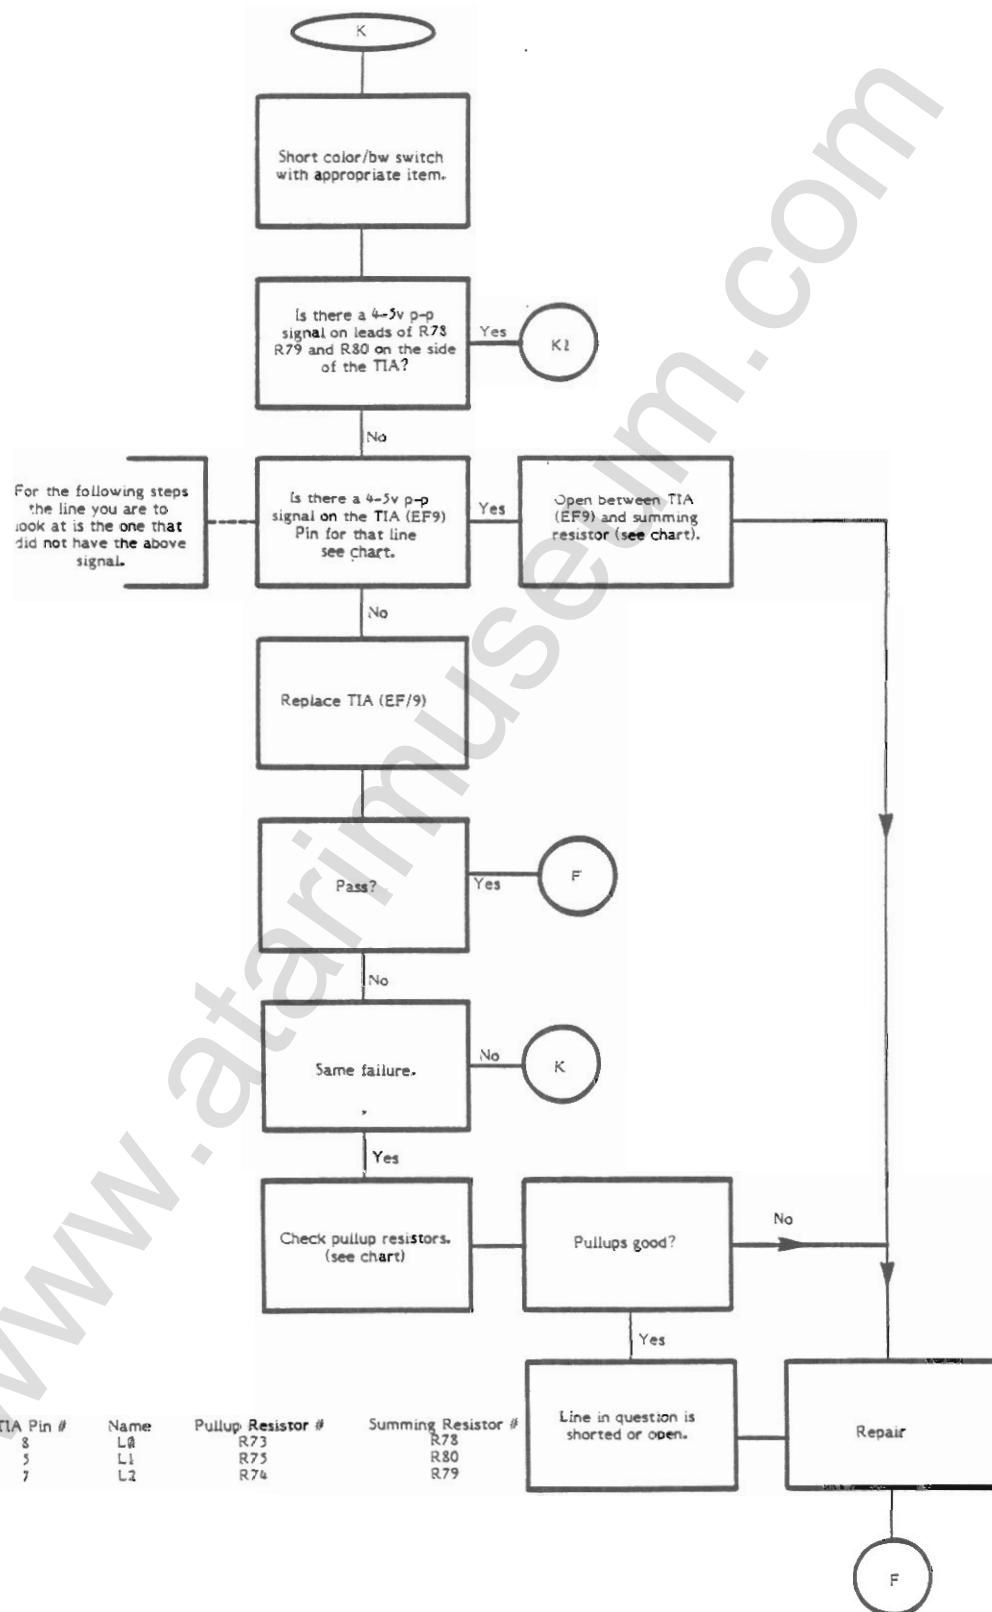 K
Short color/bw switch
with appropriate item.
Is there a 4-5v p-p
signal on leads of R78
R79 and R80 on the side
of the TIA?
Yes
K1
No
For the following steps
the line you are to
look at is the one that
did not have the above
signal.
Is there a 4-5v p-p
signal on the TIA (EF9)
Pin for that line
see chart.
Yes
Open between TIA
(EF9) and summing
resistor (see chart).
No
Replace TIA (EF/9)
Pass?
Yes
F
No
Same failure.
No
K
Yes
Check pullup resistors.
(see chart)
Pullups good?
No
Yes
Line in question is
shorted or open.
Repair
F
TIA Pin # Name Pullup Resistor # Summing Resistor #
8 L0 R73 R78
5 L1 R75 R80
7 L2 R74 R79
www.atarimuseum.com